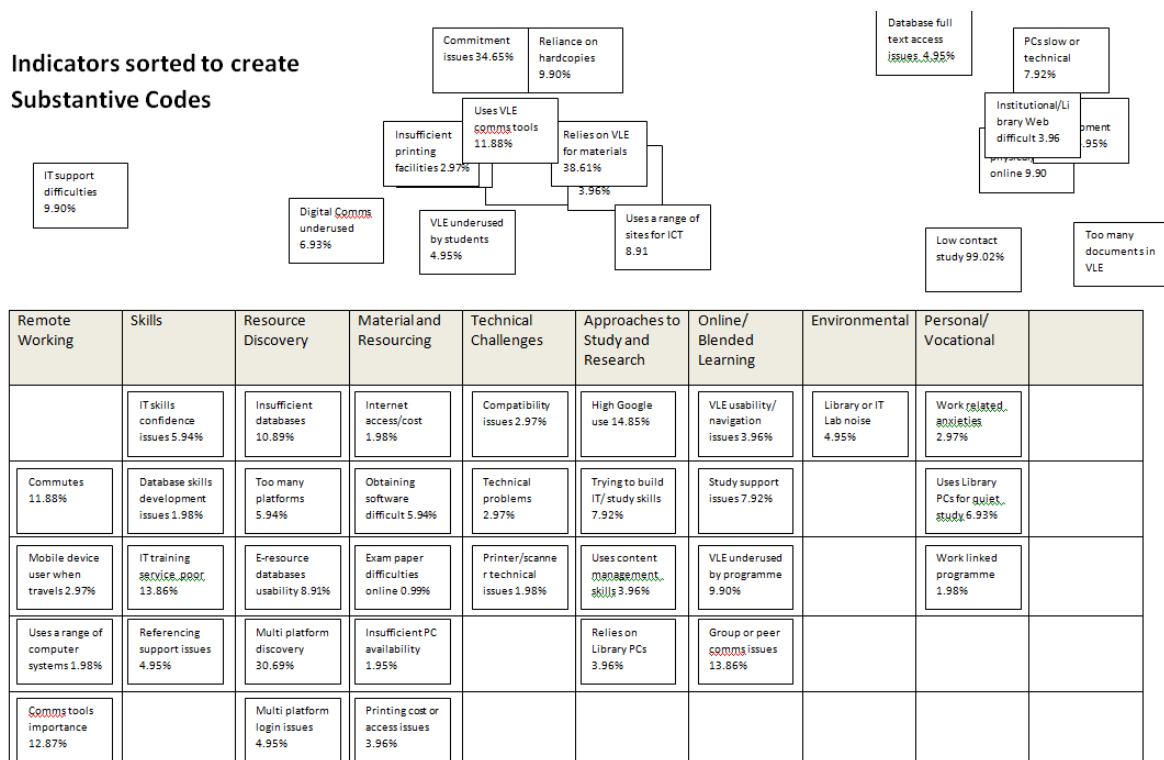 Indicators sorted to create
Substantive Codes
Commitment
issues 34.65%
Reliance on
hardcopies
9.90%
Database full
text access
issues 4.95%
PCs slow or
technical
7.92%
Uses VLE
comms tools
11.88%
Insufficient
printing
facilities 2.97%
Relies on VLE
for materials
38.61%
3.96%
Institutional/Li
brary Web
difficult 3.96
.95%
online 9.90
IT support
difficulties
9.90%
Digital Comms
underused
6.93%
VLE underused
by students
4.95%
Uses a range of
sites for ICT
8.91
Low contact
study 99.02%
Too many
documents in
VLE
Remote
Working
Skills
Resource
Discovery
Material and
Resourcing
Technical
Challenges
Approaches to
Study and
Research
Online/
Blended
Learning
Environmental
Personal/
Vocational
IT skills
confidence
issues 5.94%
Insufficient
databases
10.89%
Internet
access/cost
1.98%
Compatibility
issues 2.97%
High Google
use 14.85%
VLE usability/
navigation
issues 3.96%
Library or IT
Lab noise
4.95%
Work related
anxieties
2.97%
Commutes
11.88%
Database skills
development
issues 1.98%
Too many
platforms
5.94%
Obtaining
software
difficult 5.94%
Technical
problems
2.97%
Trying to build
IT/ study skills
7.92%
Study support
issues 7.92%
Uses Library
PCs for quiet
study 6.93%
Mobile device
user when
travels 2.97%
IT training
service poor
13.86%
E-resource
databases
usability 8.91%
Exam paper
difficulties
online 0.99%
Printer/scanne
r technical
issues 1.98%
Uses content
management
skills 3.96%
VLE underused
by programme
9.90%
Work linked
programme
1.98%
Uses a range of
computer
systems 1.98%
Referencing
support issues
4.95%
Multi platform
discovery
30.69%
Insufficient PC
availability
1.95%
Relies on
Library PCs
3.96%
Group or peer
comms issues
13.86%
Comms tools
importance
12.87%
Multi platform
login issues
4.95%
Printing cost or
access issues
3.96%